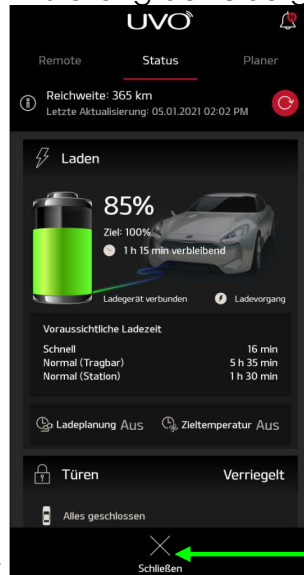 UVO
Remote Status Planer
Reichweite: 365 km
Letzte Aktualisierung: 05.01.2021 02:02 PM
Laden
85%
Ziel: 100%
1 h 15 min verbleibend
Ladegerät verbunden Ladevorgang
Voraussichtliche Ladezeit
Schnell 16 min
Normal (Tragbar) 5 h 35 min
Normal (Station) 1 h 30 min
Ladeplanung Aus Zieltemperatur Aus
Türen Verriegelt
Alles geschlossen
Schließen